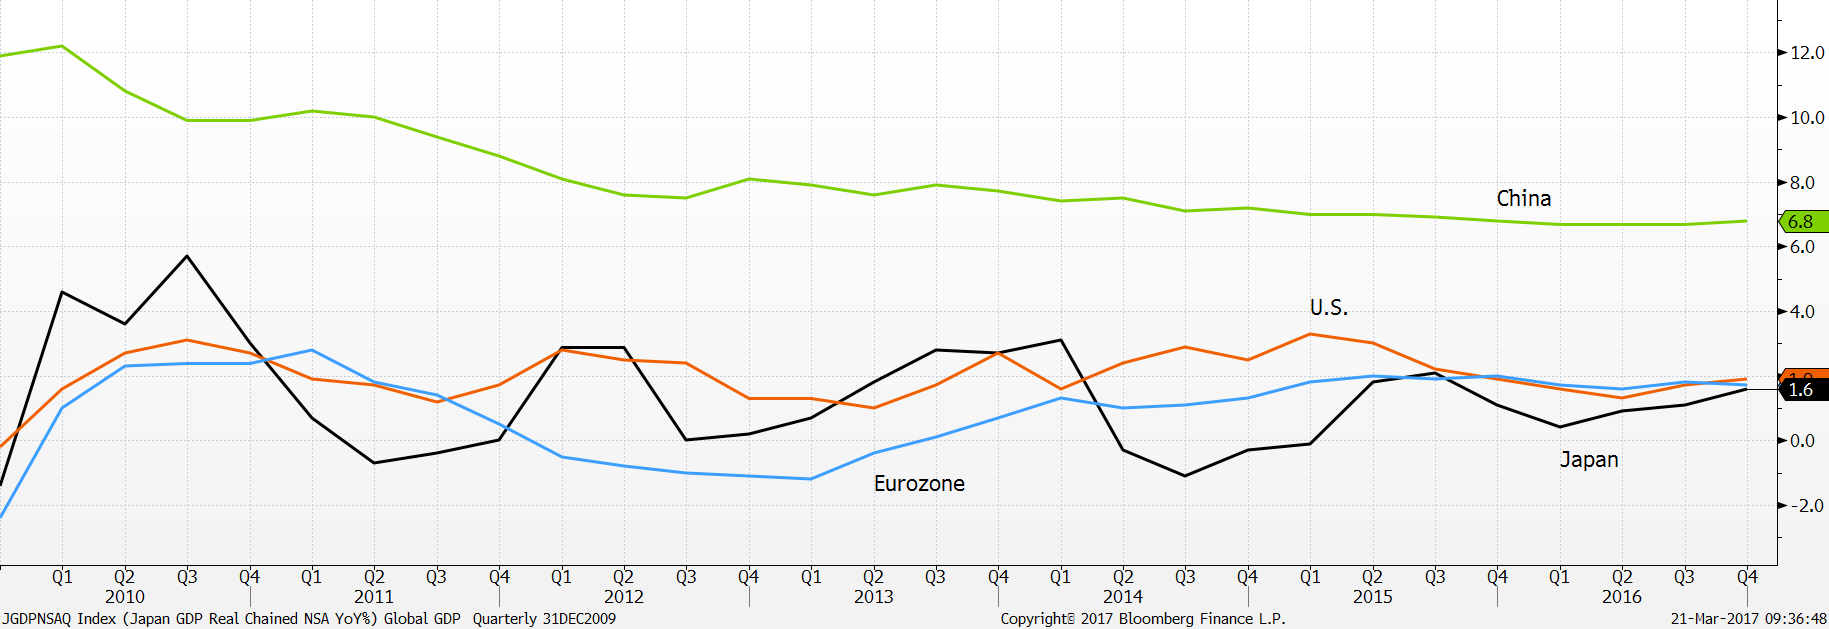 12.0
10.0
8.0
China
6.8
6.0
U.S.
4.0
1.6
0.0
Japan
Eurozone
-2.0
Q1 Q2 Q3 Q4 Q1 Q2 Q3 Q4 Q1 Q2 Q3 Q4 Q1 Q2 Q3 Q4 Q1 Q2 Q3 Q4 Q1 Q2 Q3 Q4 Q1 Q2 Q3 Q4
2010 2011 2012 2013 2014 2015 2016
JGDPNSAQ Index (Japan GDP Real Chained NSA YoY%) Global GDP Quarterly 31DEC2009 Copyright© 2017 Bloomberg Finance L.P. 21-Mar-2017 09:36:48